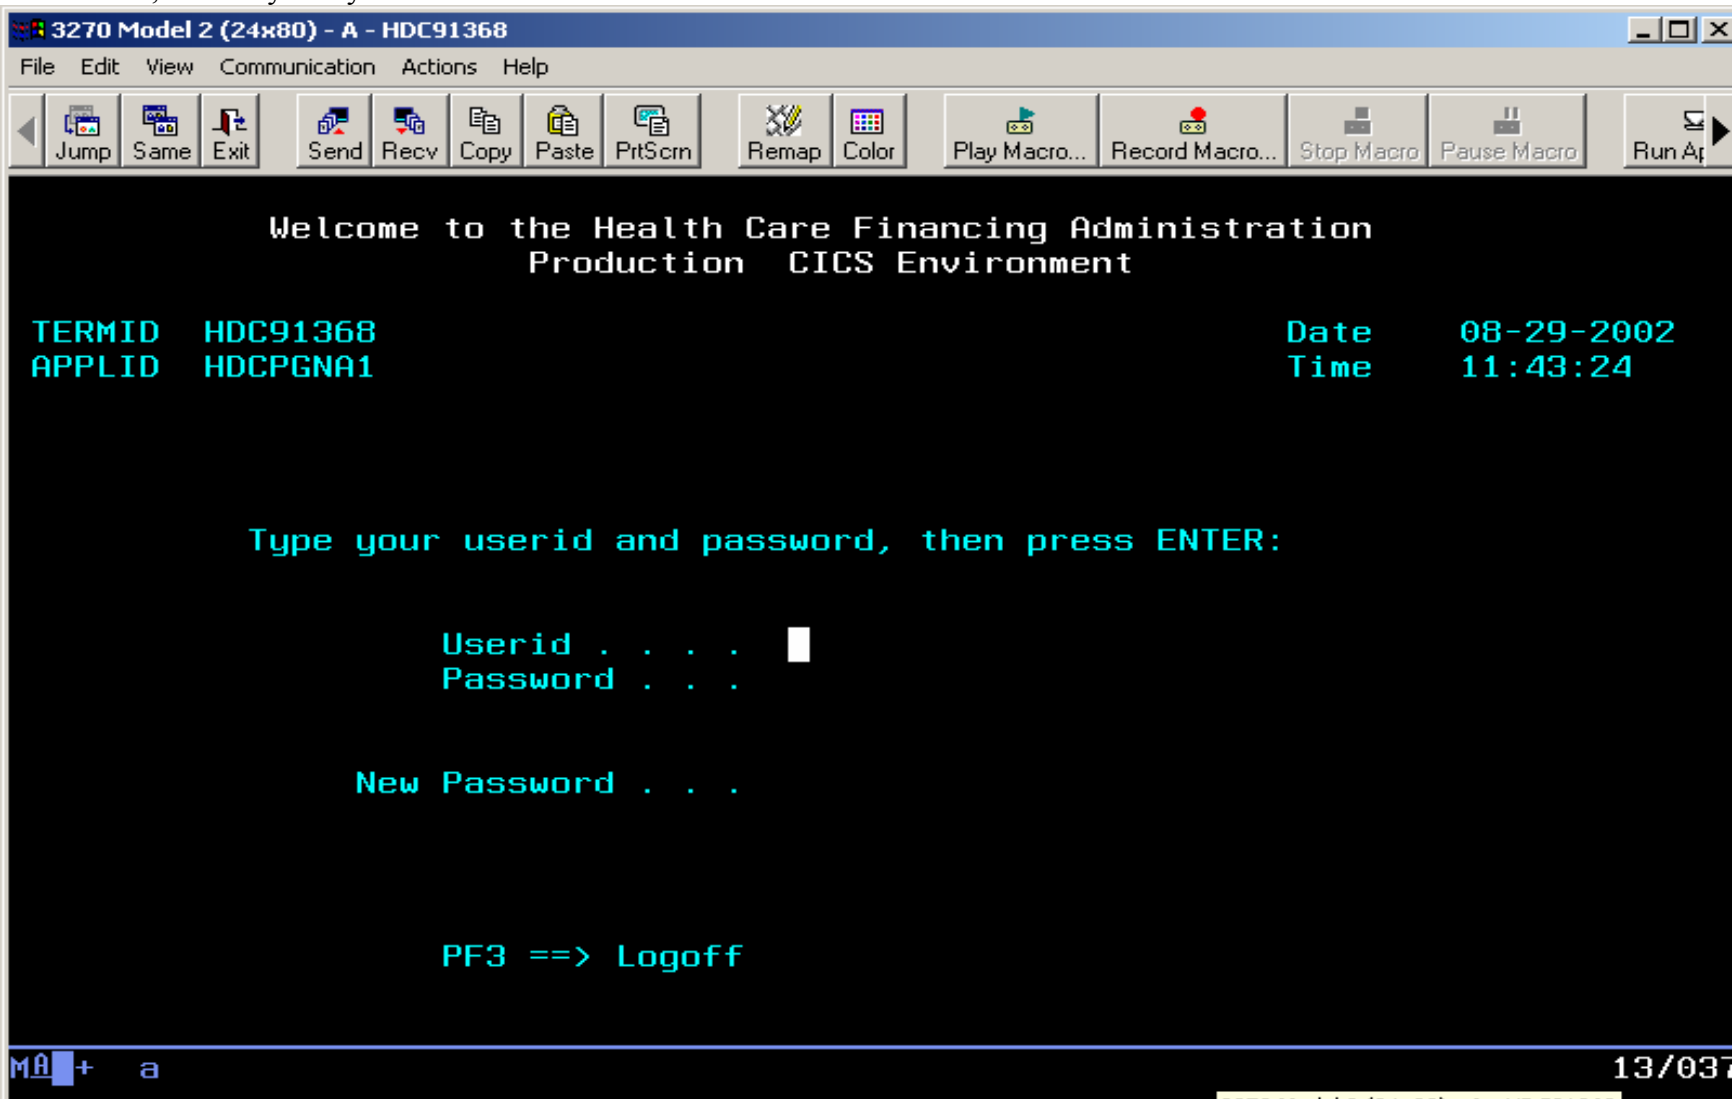 3270 Model 2 (24x80) - A - HDC91368
File Edit View Communication Actions Help
Jump Same Exit Send Recv Copy Paste PrtScrn Remap Color Play Macro... Record Macro... Stop Macro Pause Macro Run
Welcome to the Health Care Financing Administration
Production CICS Environment
TERMID HDC91368 Date 08-29-2002
APPLID HDCPGNA1 Time 11:43:24
Type your userid and password, then press ENTER:
Userid . . . .
Password . . .
New Password . . .
PF3 ==> Logoff
MA + a 13/037